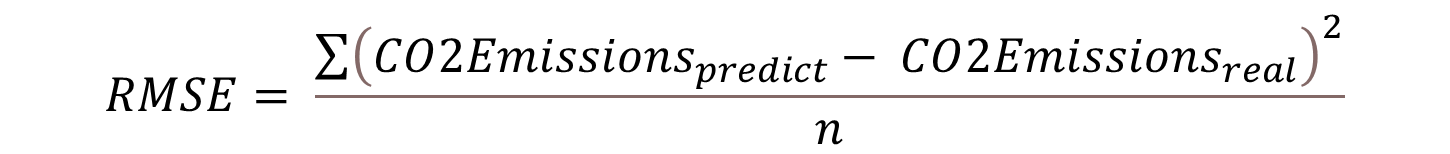 RMSE = ∑(CO2Emissions_predict − CO2Emissions_real)²
n